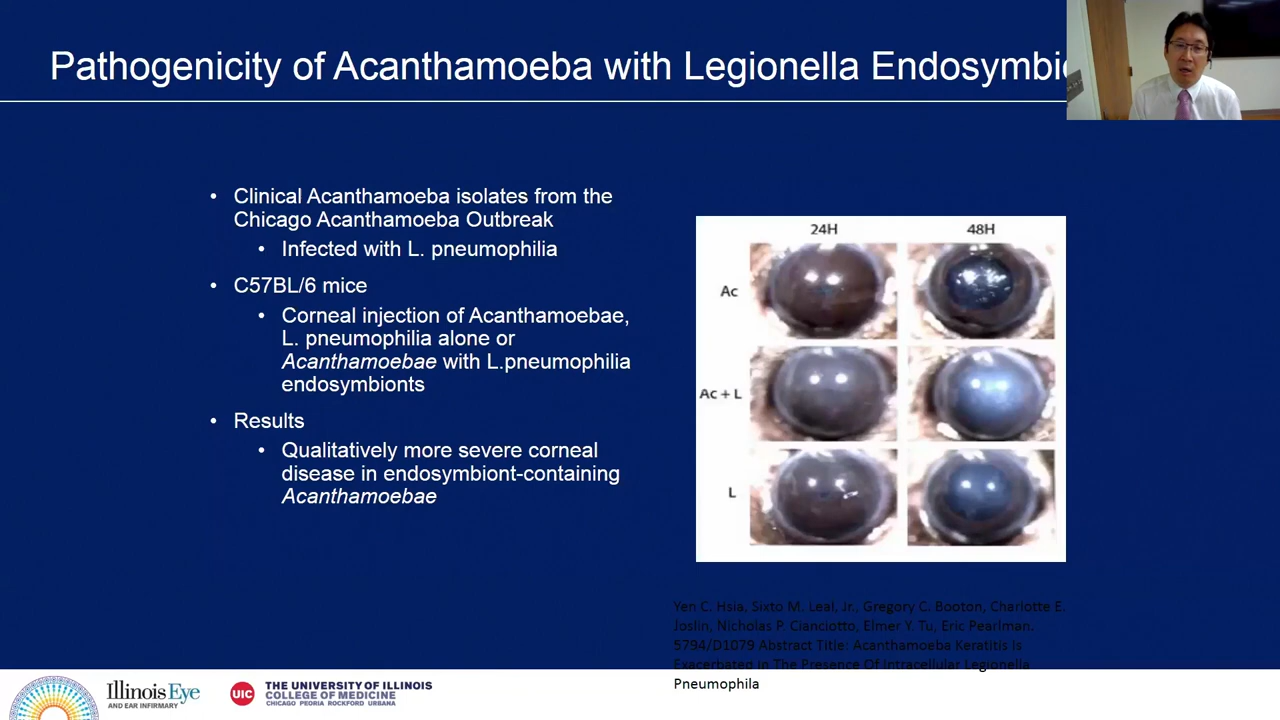 Pathogenicity of Acanthamoeba with Legionella Endosymbi
• Clinical Acanthamoeba isolates from the
Chicago Acanthamoeba Outbreak
• Infected with L. pneumophilia
• C57BL/6 mice
• Corneal injection of Acanthamoebae,
L. pneumophilia alone or
Acanthamoebae with L.pneumophilia
endosymbionts
• Results
• Qualitatively more severe corneal
disease in endosymbiont-containing
Acanthamoebae
24H 48H
Ac
Ac + L
L
Yen C. Hsia, Sixto M. Leal, Jr., Gregory C. Booton, Charlotte E.
Joslin, Nicholas P. Cianciotto, Elmer Y. Tu, Eric Pearlman.
5794/D1079 Abstract Title: Acanthamoeba Keratitis Is
Exacerbated In The Presence Of Intracellular Legionella
Pneumophila
Illinois Eye
AND EAR INFIRMARY
UIC
THE UNIVERSITY OF ILLINOIS
COLLEGE OF MEDICINE
CHICAGO PEORIA ROCKFORD URBANA